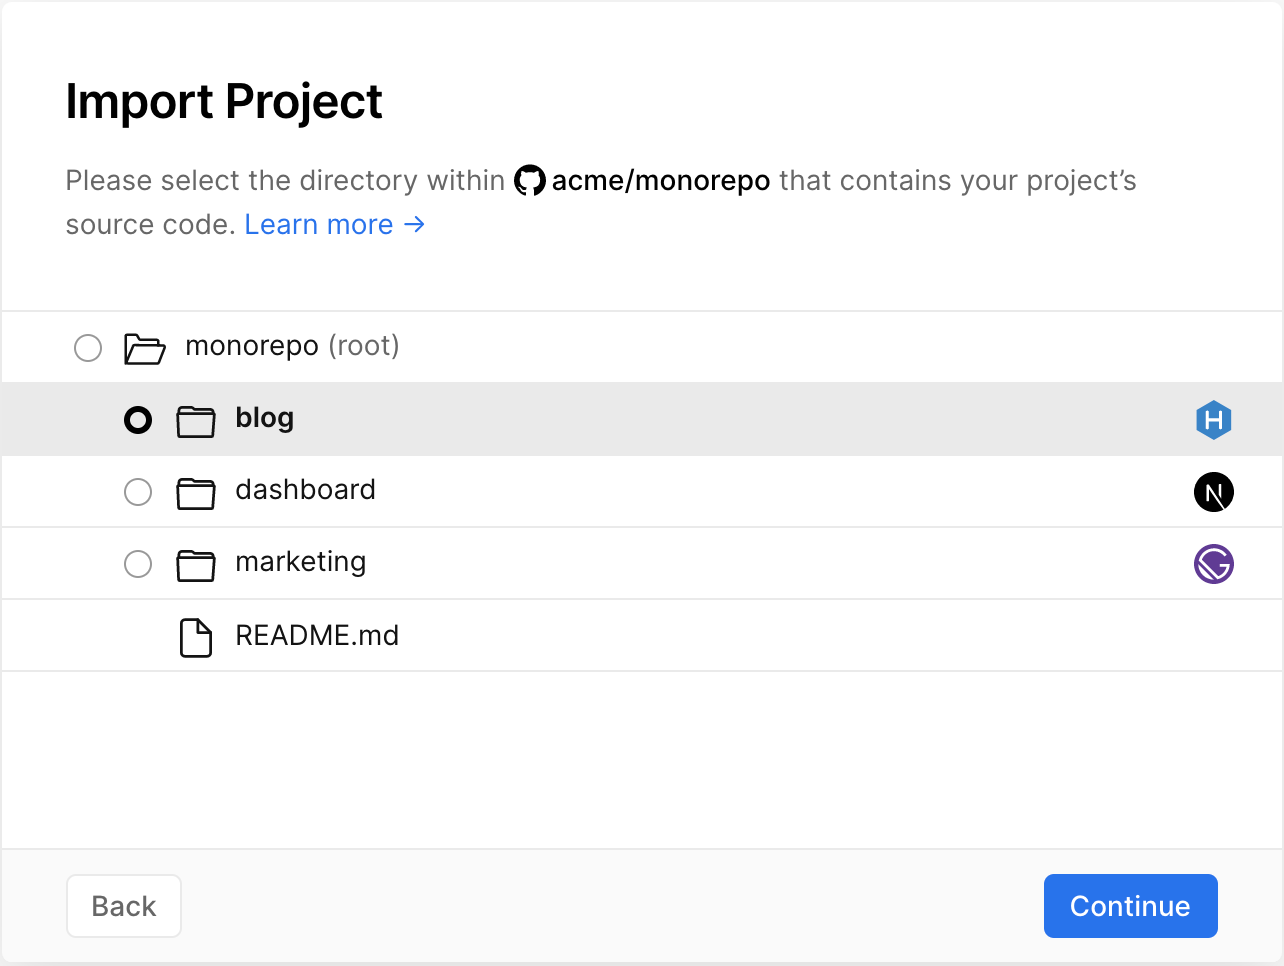 Import Project
Please select the directory within acme/monorepo that contains your project’s
source code. Learn more →
monorepo (root)
blog
H
dashboard
N
marketing
G
README.md
Back
Continue